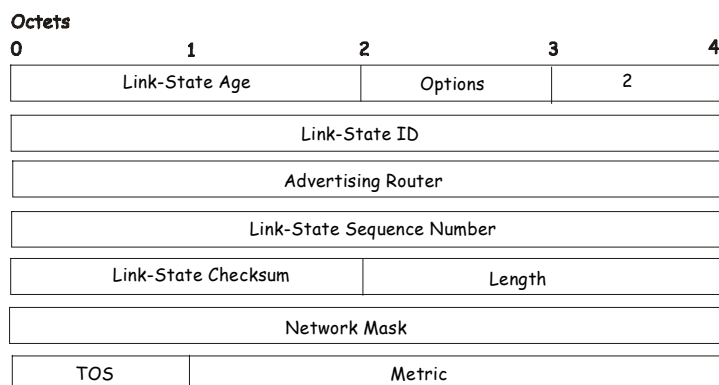 Octets
0 1 2 3 4
Link-State Age Options 2
Link-State ID
Advertising Router
Link-State Sequence Number
Link-State Checksum Length
Network Mask
TOS Metric